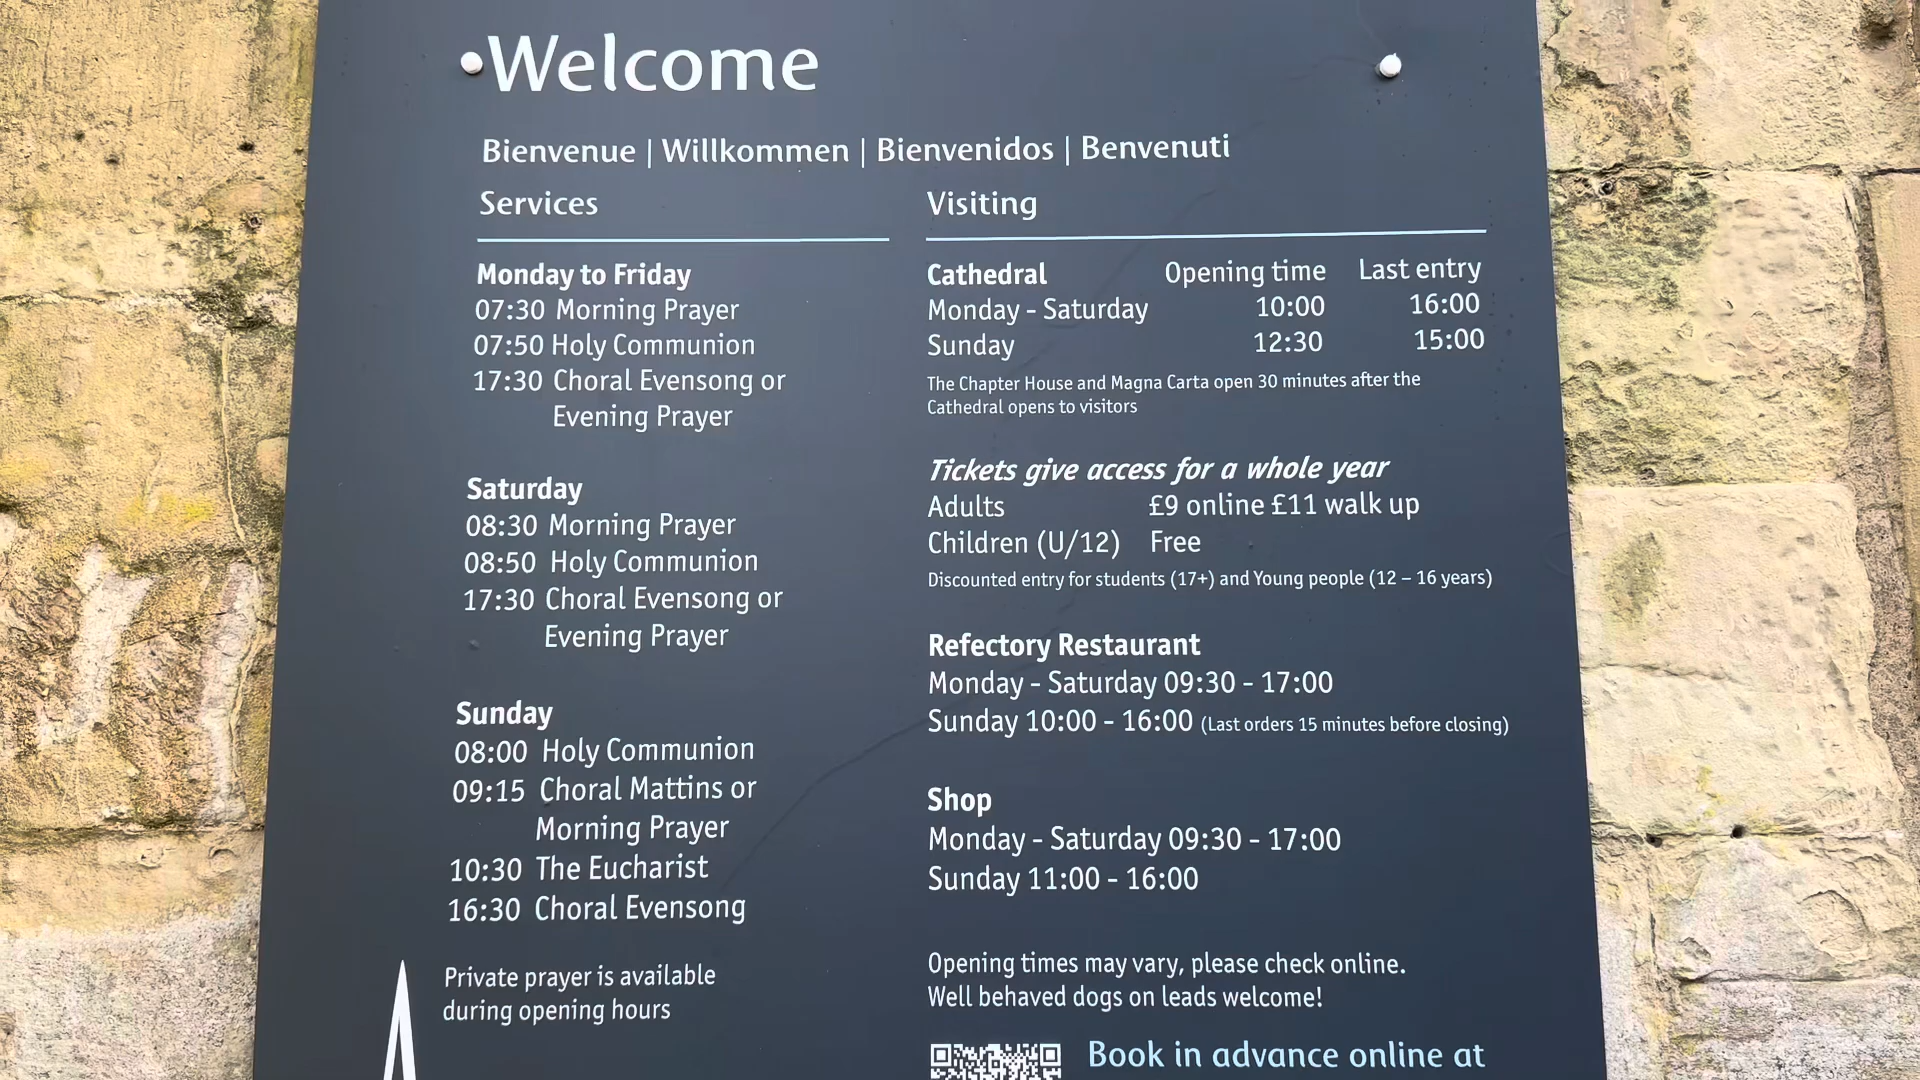 Welcome
Bienvenue | Willkommen | Bienvenidos | Benvenuti
Services
Monday to Friday
07:30 Morning Prayer
07:50 Holy Communion
17:30 Choral Evensong or
Evening Prayer
Saturday
08:30 Morning Prayer
08:50 Holy Communion
17:30 Choral Evensong or
Evening Prayer
Sunday
08:00 Holy Communion
09:15 Choral Mattins or
Morning Prayer
10:30 The Eucharist
16:30 Choral Evensong
Private prayer is available
during opening hours
Visiting
Cathedral Opening time Last entry
Monday - Saturday 10:00 16:00
Sunday 12:30 15:00
The Chapter House and Magna Carta open 30 minutes after the
Cathedral opens to visitors
Tickets give access for a whole year
Adults £9 online £11 walk up
Children (U/12) Free
Discounted entry for students (17+) and Young people (12 – 16 years)
Refectory Restaurant
Monday - Saturday 09:30 - 17:00
Sunday 10:00 - 16:00 (Last orders 15 minutes before closing)
Shop
Monday - Saturday 09:30 - 17:00
Sunday 11:00 - 16:00
Opening times may vary, please check online.
Well behaved dogs on leads welcome!
Book in advance online at